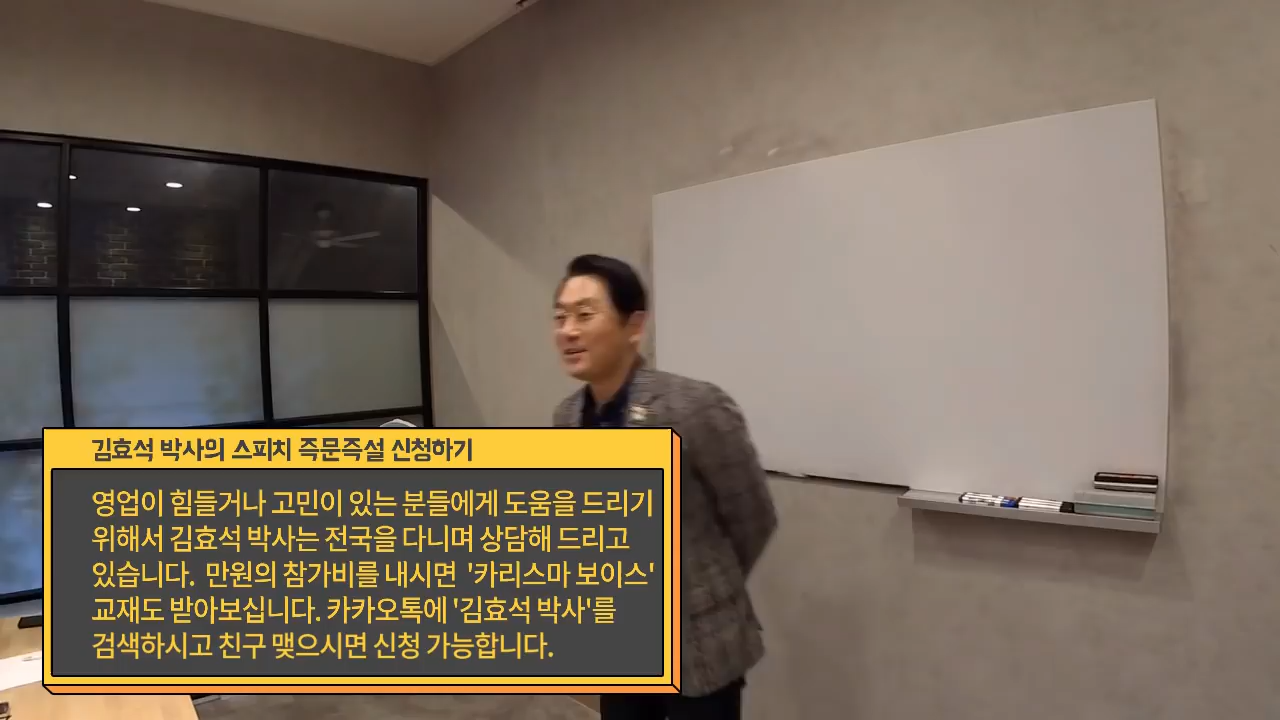 김효석 박사의 스피치 즉문즉설 신청하기
영업이 힘들거나 고민이 있는 분들에게 도움을 드리기
위해서 김효석 박사는 전국을 다니며 상담해 드리고
있습니다. 만원의 참가비를 내시면 '카리스마 보이스'
교재도 받아보십니다. 카카오톡에 '김효석 박사'를
검색하시고 친구 맺으시면 신청 가능합니다.